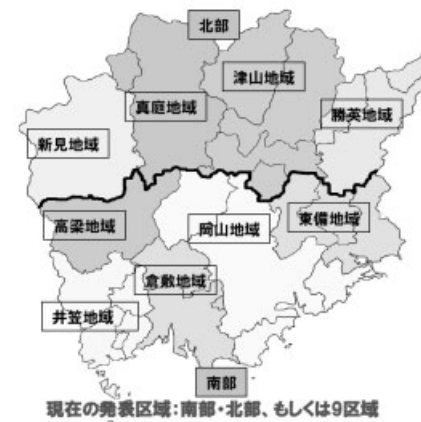 北部
津山地域
真庭地域
勝英地域
新見地域
高梁地域
岡山地域
東備地域
倉敷地域
井笠地域
南部
現在の発表区域:南部・北部、もしくは9区域